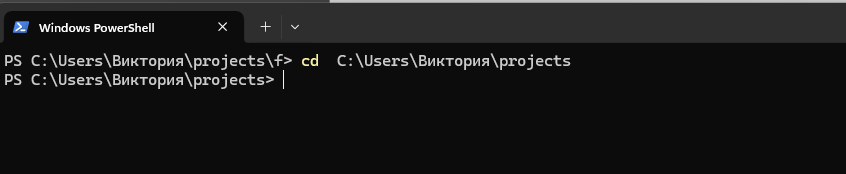 Windows PowerShell
PS C:\Users\Виктория\projects\f> cd  C:\Users\Виктория\projects
PS C:\Users\Виктория\projects>